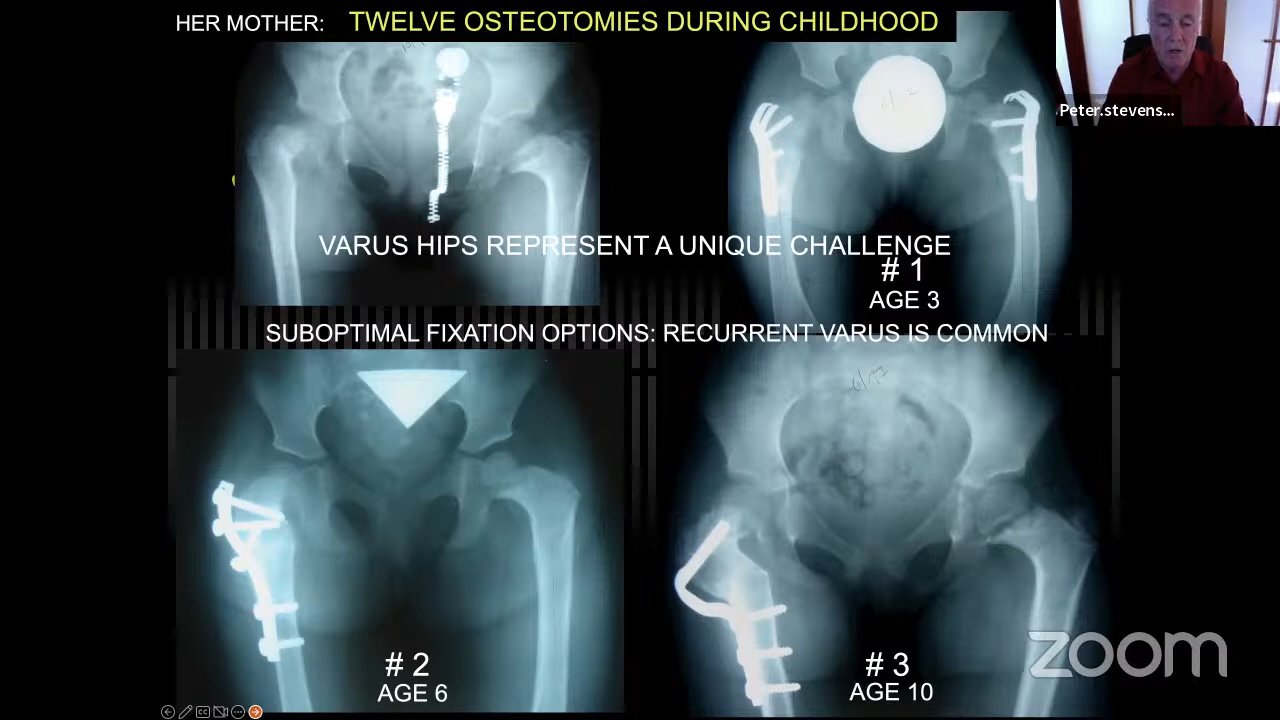 HER MOTHER: TWELVE OSTEOTOMIES DURING CHILDHOOD
Peter.stevens...
VARUS HIPS REPRESENT A UNIQUE CHALLENGE
# 1
AGE 3
SUBOPTIMAL FIXATION OPTIONS: RECURRENT VARUS IS COMMON
# 2
AGE 6
# 3
AGE 10
zoom